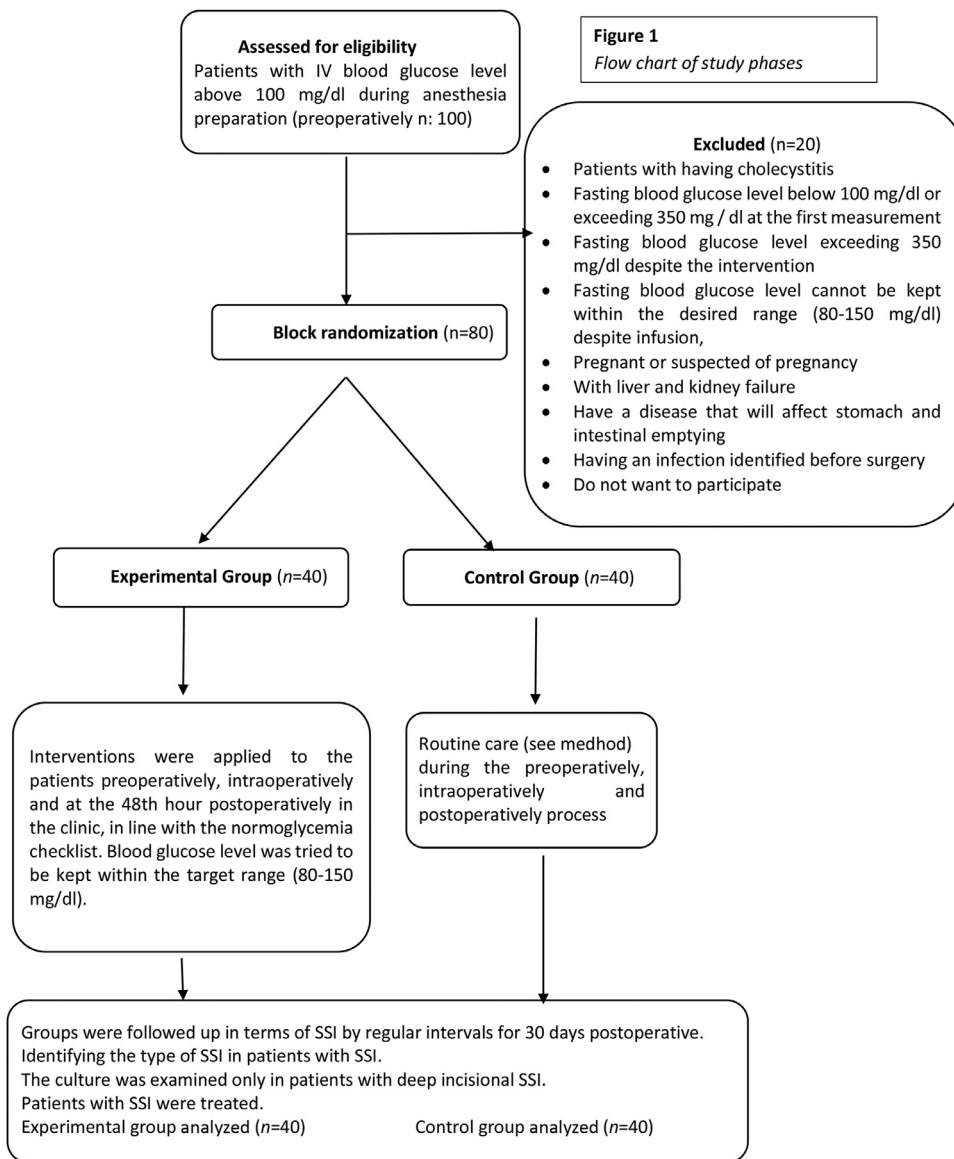 Assessed for eligibility
Patients with IV blood glucose level
above 100 mg/dl during anesthesia
preparation (preoperatively n: 100)
Figure 1
Flow chart of study phases
Excluded (n=20)
• Patients with having cholecystitis
• Fasting blood glucose level below 100 mg/dl or
exceeding 350 mg / dl at the first measurement
• Fasting blood glucose level exceeding 350
mg/dl despite the intervention
• Fasting blood glucose level cannot be kept
within the desired range (80-150 mg/dl)
despite infusion,
• Pregnant or suspected of pregnancy
• With liver and kidney failure
• Have a disease that will affect stomach and
intestinal emptying
• Having an infection identified before surgery
• Do not want to participate
Block randomization (n=80)
Experimental Group (n=40)
Control Group (n=40)
Interventions were applied to the
patients preoperatively, intraoperatively
and at the 48th hour postoperatively in
the clinic, in line with the normoglycemia
checklist. Blood glucose level was tried to
be kept within the target range (80-150
mg/dl).
Routine care (see medhod)
during the preoperatively,
intraoperatively and
postoperatively process
Groups were followed up in terms of SSI by regular intervals for 30 days postoperative.
Identifying the type of SSI in patients with SSI.
The culture was examined only in patients with deep incisional SSI.
Patients with SSI were treated.
Experimental group analyzed (n=40) Control group analyzed (n=40)